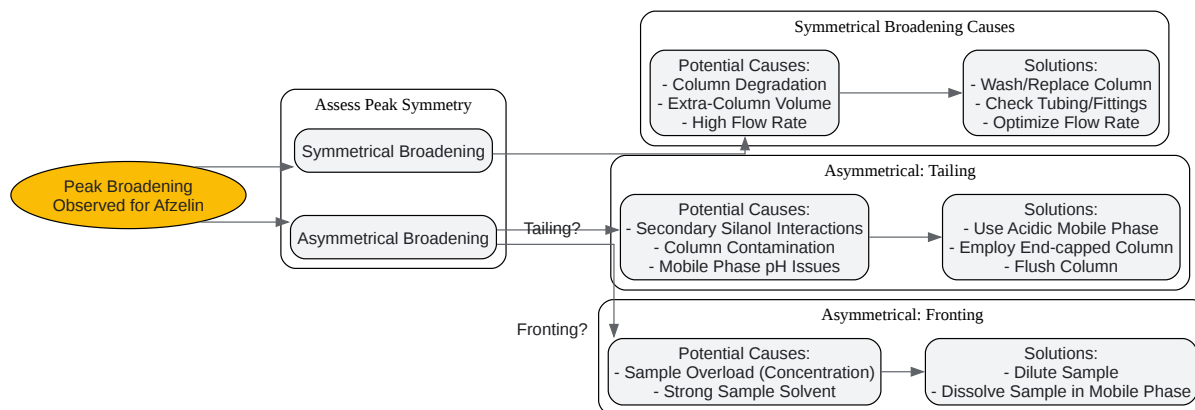 Symmetrical Broadening Causes
Potential Causes:
- Column Degradation
- Extra-Column Volume
- High Flow Rate
Solutions:
- Wash/Replace Column
- Check Tubing/Fittings
- Optimize Flow Rate
Assess Peak Symmetry
Symmetrical Broadening
Asymmetrical Broadening
Peak Broadening
Observed for Afzelin
Tailing?
Asymmetrical: Tailing
Potential Causes:
- Secondary Silanol Interactions
- Column Contamination
- Mobile Phase pH Issues
Solutions:
- Use Acidic Mobile Phase
- Employ End-capped Column
- Flush Column
Fronting?
Asymmetrical: Fronting
Potential Causes:
- Sample Overload (Concentration)
- Strong Sample Solvent
Solutions:
- Dilute Sample
- Dissolve Sample in Mobile Phase